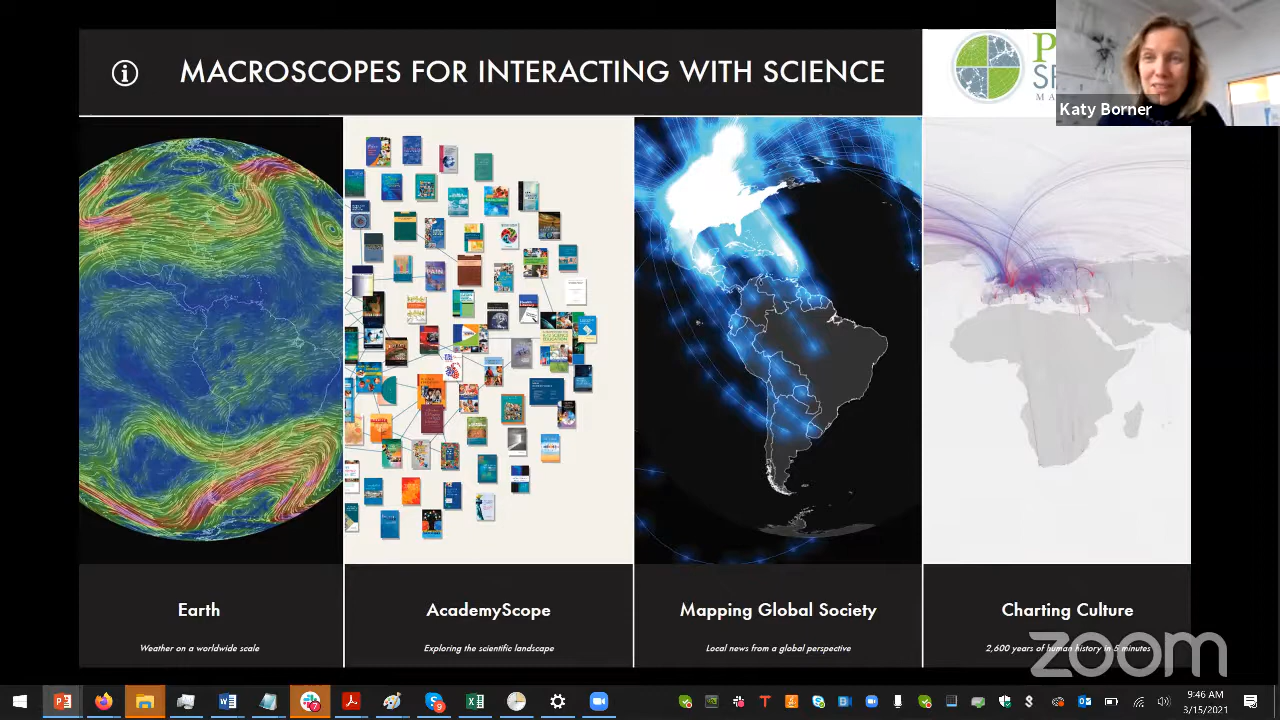 MACROSCOPES FOR INTERACTING WITH SCIENCE
Katy Borner
Earth
Weather on a worldwide scale
AcademyScope
Exploring the scientific landscape
Mapping Global Society
Local news from a global perspective
Charting Culture
2,600 years of human history in 5 minutes
zoom
9:46 AM
3/15/2021